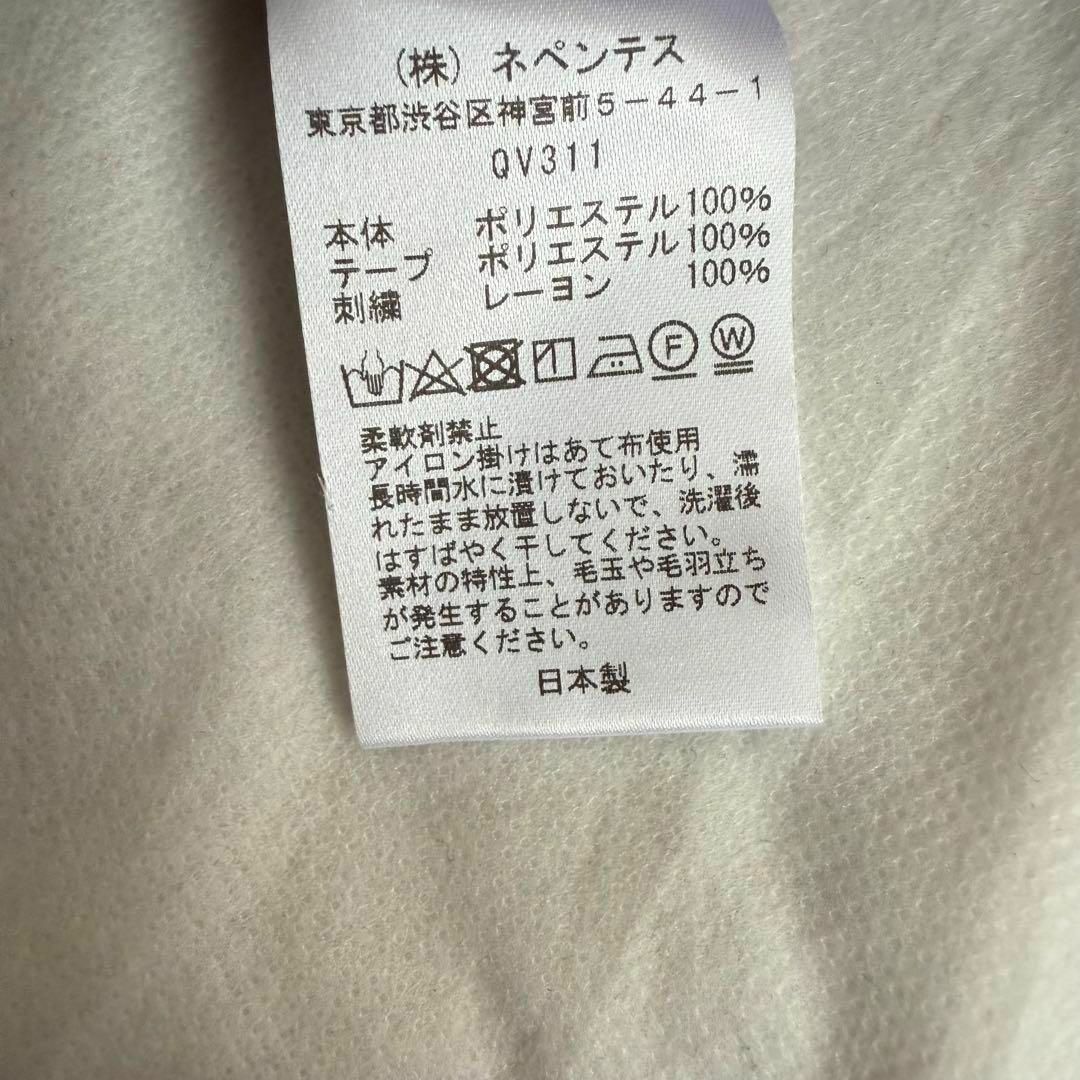 (株) ネペンテス
東京都渋谷区神宮前5-44-1
QV311
本体 ポリエステル100%
テープ ポリエステル100%
刺繍 レーヨン 100%
F W
柔軟剤禁止
アイロン掛けはあて布使用
長時間水に漬けておいたり、濡
れたまま放置しないで、洗濯後
はすばやく干してください。
素材の特性上、毛玉や毛羽立ち
が発生することがありますので
ご注意ください。
日本製